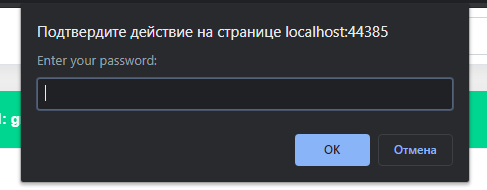 Подтвердите действие на странице localhost:44385
Enter your password:
OK
Отмена